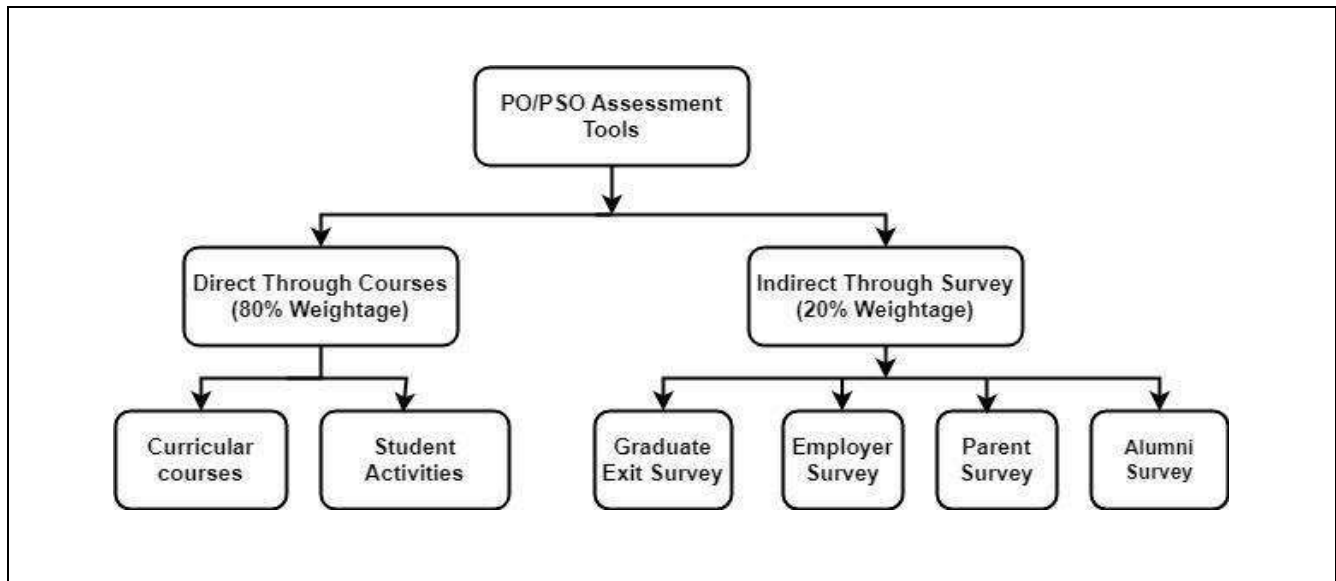 PO/PSO Assessment
Tools
Direct Through Courses
(80% Weightage)
Indirect Through Survey
(20% Weightage)
Curricular
courses
Student
Activities
Graduate
Exit Survey
Employer
Survey
Parent
Survey
Alumni
Survey